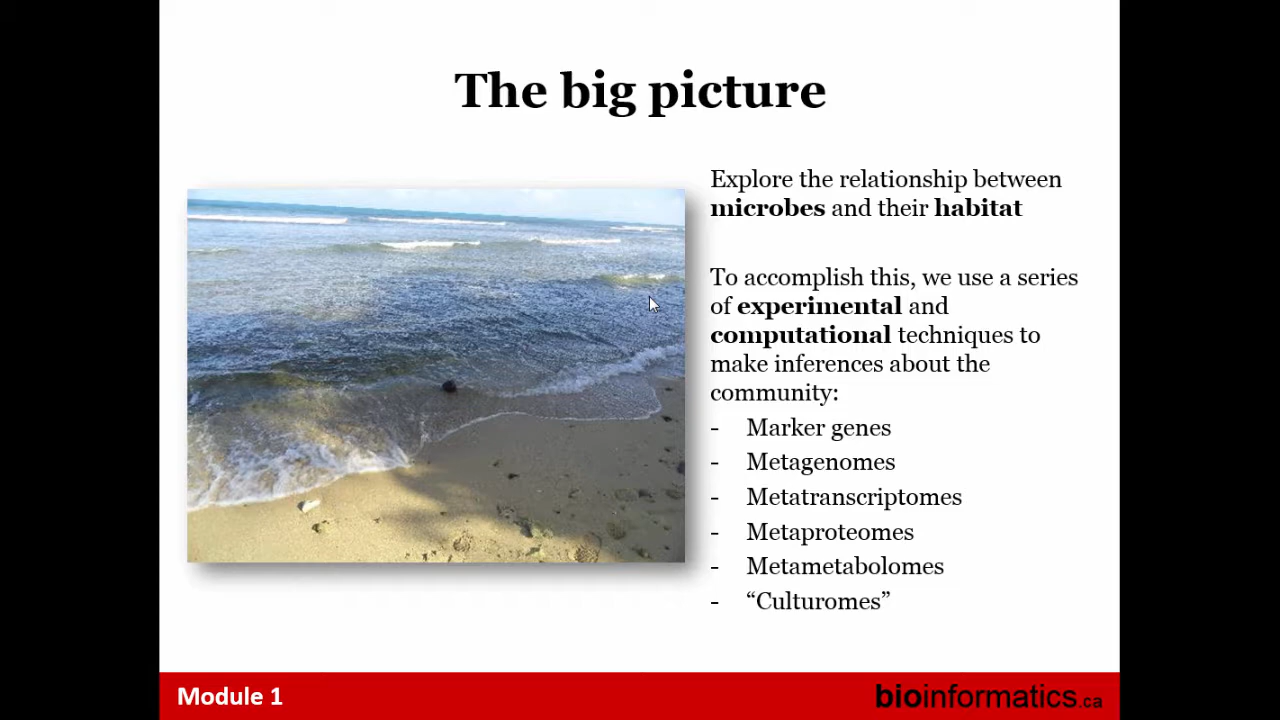 The big picture
Explore the relationship between
microbes and their habitat
To accomplish this, we use a series
of experimental and
computational techniques to
make inferences about the
community:
- Marker genes
- Metagenomes
- Metatranscriptomes
- Metaproteomes
- Metametabolomes
- “Culturomes”
Module 1
bioinformatics.ca